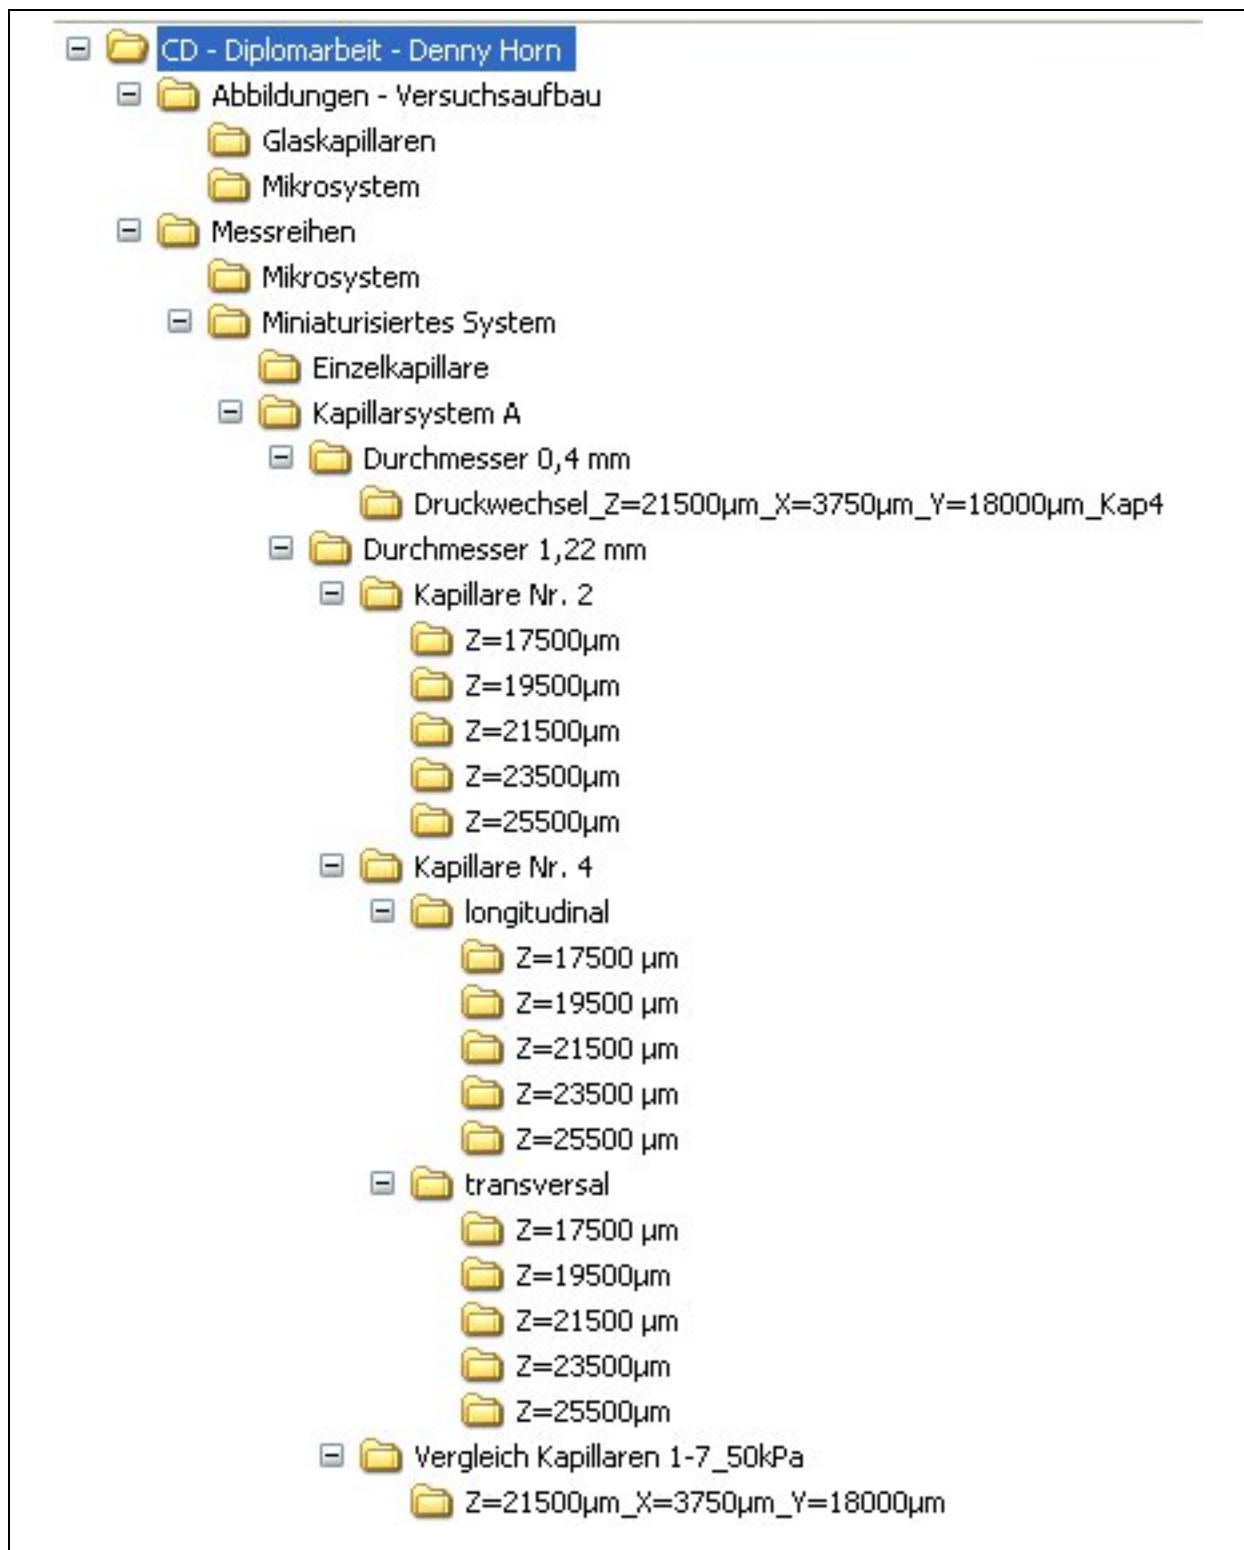 CD - Diplomarbeit - Denny Horn
Abbildungen - Versuchsaufbau
Glaskapillaren
Mikrosystem
Messreihen
Mikrosystem
Miniaturisiertes System
Einzelkapillare
Kapillarsystem A
Durchmesser 0,4 mm
Druckwechsel_Z=21500µm_X=3750µm_Y=18000µm_Kap4
Durchmesser 1,22 mm
Kapillare Nr. 2
Z=17500µm
Z=19500µm
Z=21500µm
Z=23500µm
Z=25500µm
Kapillare Nr. 4
longitudinal
Z=17500 µm
Z=19500 µm
Z=21500 µm
Z=23500 µm
Z=25500 µm
transversal
Z=17500 µm
Z=19500µm
Z=21500 µm
Z=23500µm
Z=25500µm
Vergleich Kapillaren 1-7_50kPa
Z=21500µm_X=3750µm_Y=18000µm